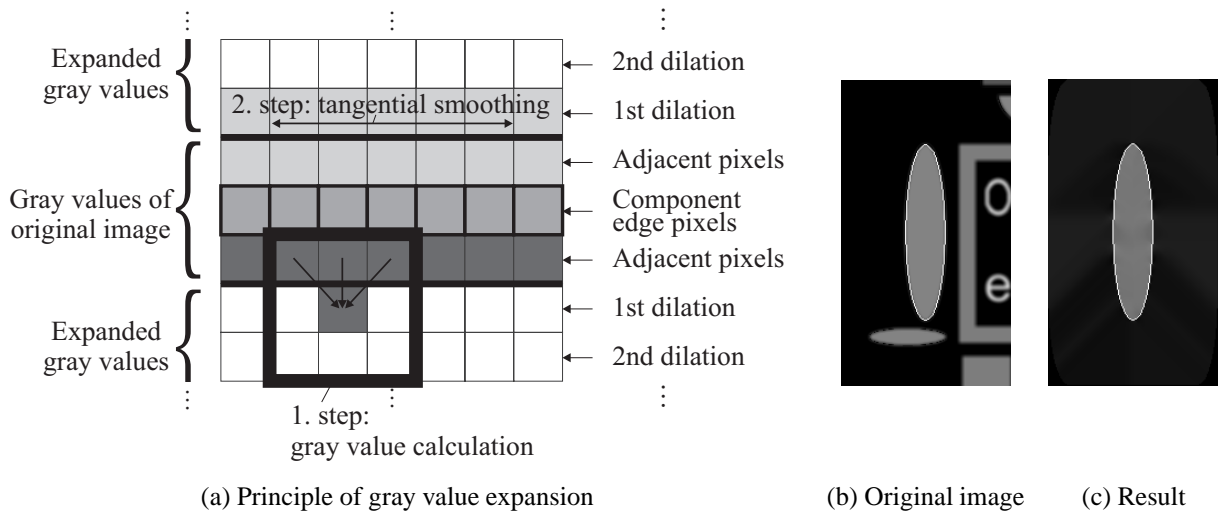 Expanded
gray values
Gray values of
original image
Expanded
gray values
2. step: tangential smoothing
1. step:
gray value calculation
2nd dilation
1st dilation
Adjacent pixels
Component
edge pixels
Adjacent pixels
1st dilation
2nd dilation
O
e
(a) Principle of gray value expansion
(b) Original image
(c) Result